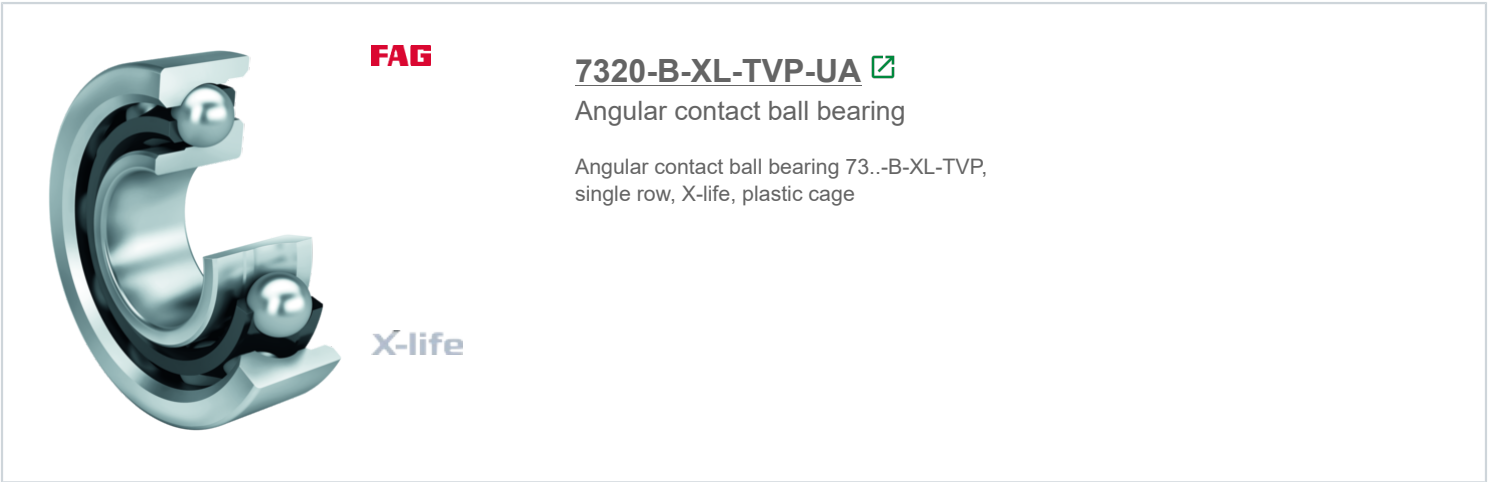 FAG
7320-B-XL-TVP-UA
Angular contact ball bearing
Angular contact ball bearing 73..-B-XL-TVP,
single row, X-life, plastic cage
X-life